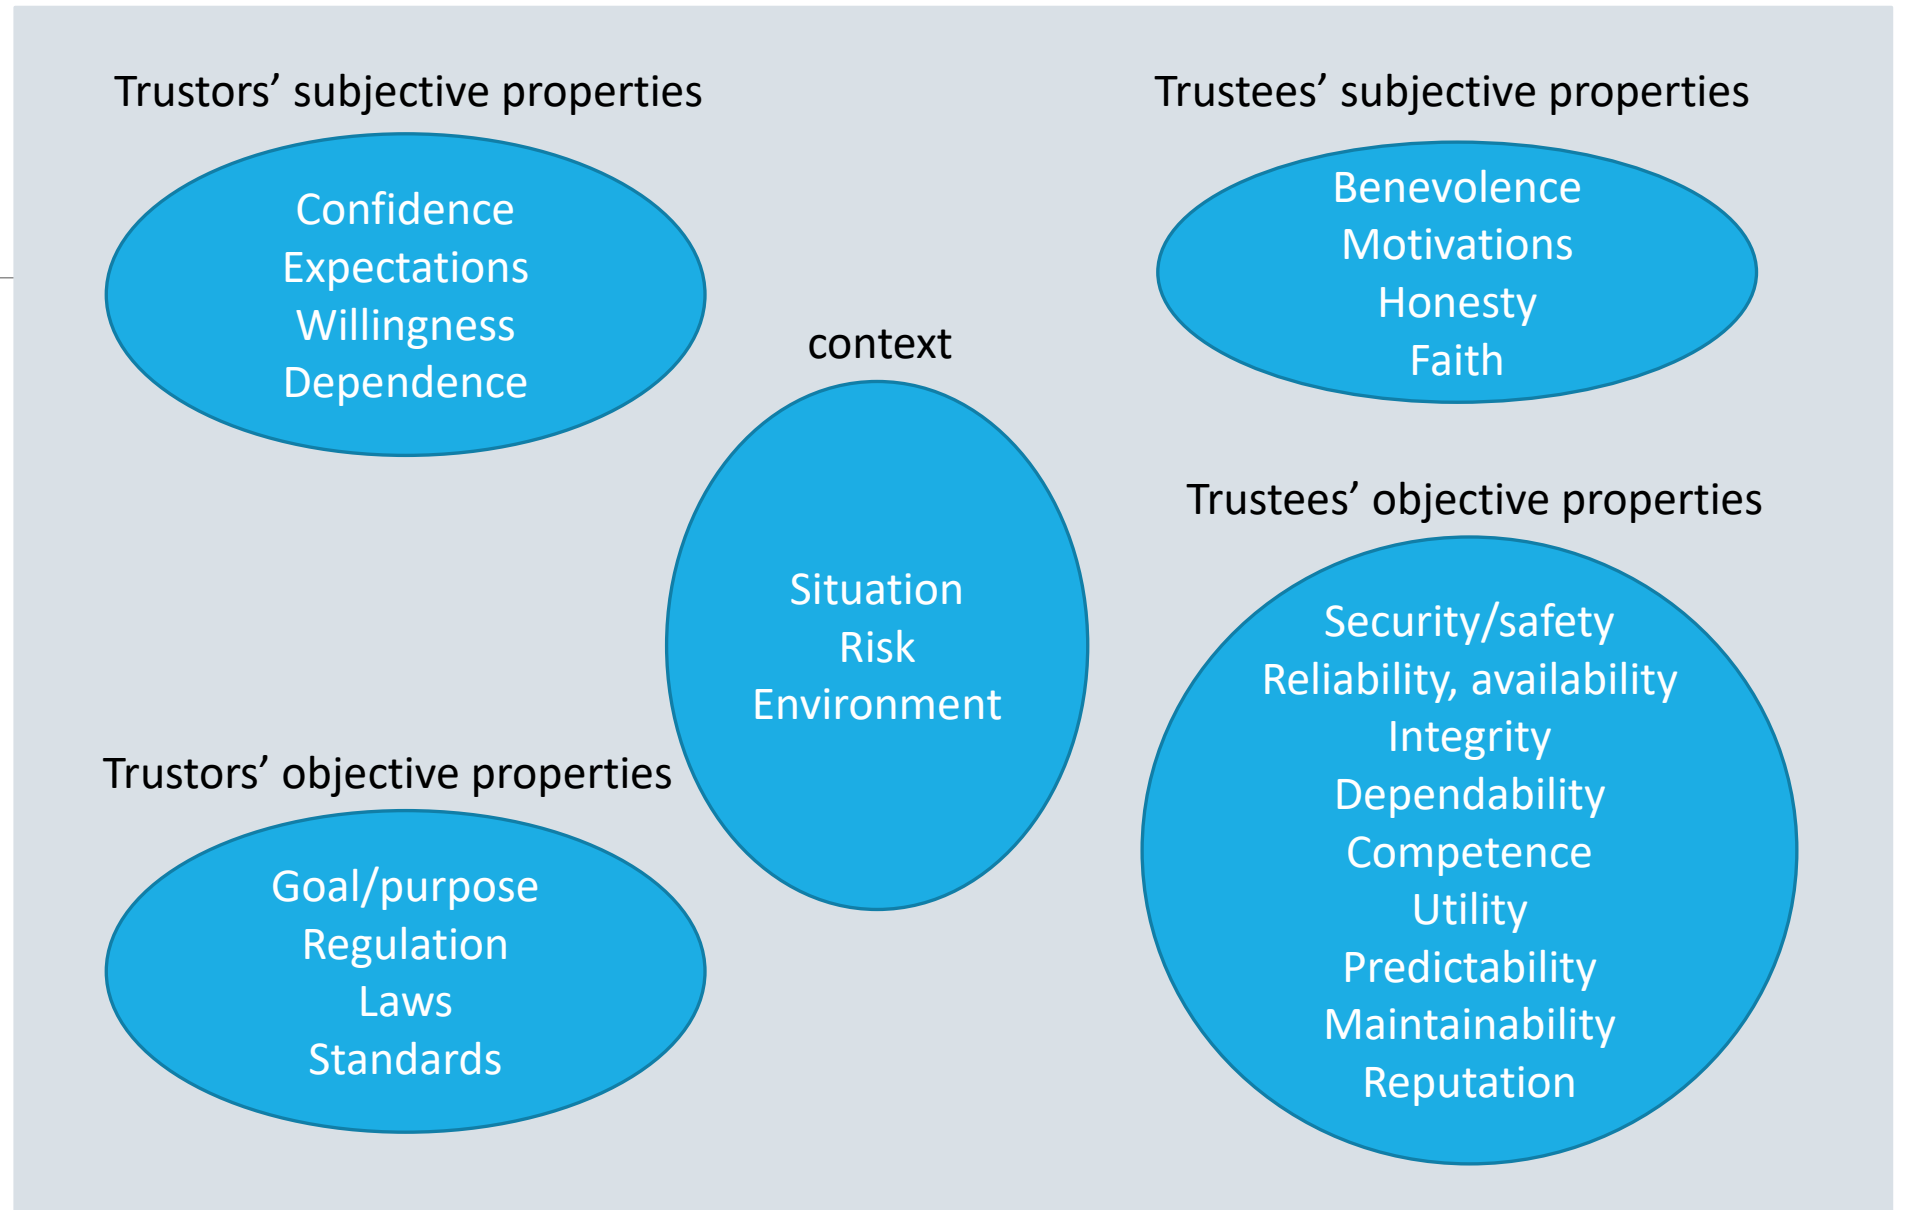 Trustors’ subjective properties
Confidence
Expectations
Willingness
Dependence
Trustees’ subjective properties
Benevolence
Motivations
Honesty
Faith
context
Situation
Risk
Environment
Trustors’ objective properties
Goal/purpose
Regulation
Laws
Standards
Trustees’ objective properties
Security/safety
Reliability, availability
Integrity
Dependability
Competence
Utility
Predictability
Maintainability
Reputation